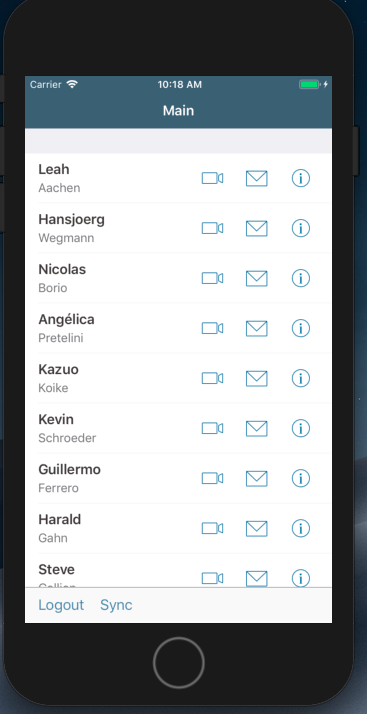 Carrier 10:18 AM
Main
Leah
Aachen
Hansjoerg
Wegmann
Nicolas
Borio
Angélica
Pretelini
Kazuo
Koike
Kevin
Schroeder
Guillermo
Ferrero
Harald
Gahn
Steve
Logout Sync